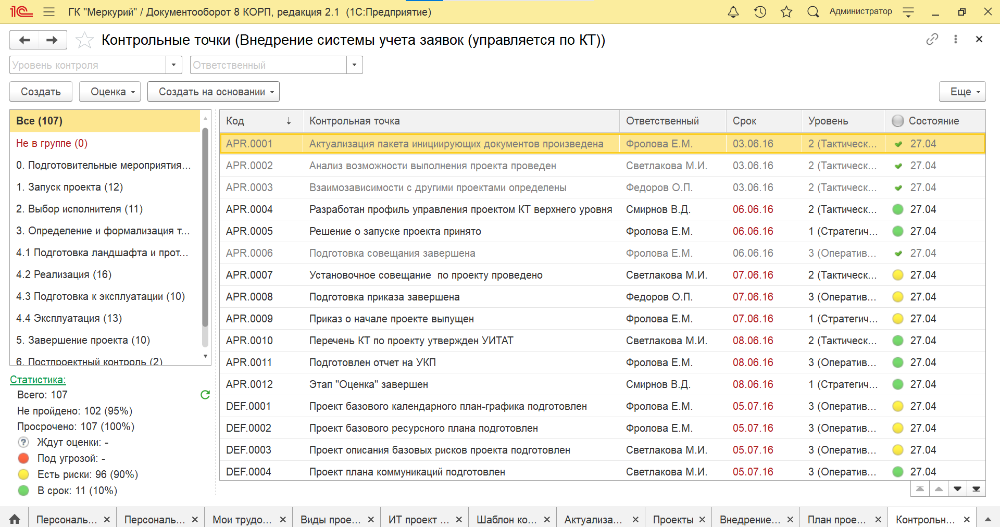 1С ГК "Меркурий" / Документооборот 8 КОРП, редакция 2.1 (1С:Предприятие) Администратор
Контрольные точки (Внедрение системы учета заявок (управляется по КТ))
Уровень контроля Ответственный
Создать Оценка Создать на основании Еще
Все (107)
Не в группе (0)
0. Подготовительные мероприятия...
1. Запуск проекта (12)
2. Выбор исполнителя (11)
3. Определение и формализация т...
4.1 Подготовка ландшафта и прот...
4.2 Реализация (16)
4.3 Подготовка к эксплуатации (10)
4.4 Эксплуатация (13)
5. Завершение проекта (10)
6. Постпроектный контроль (2)
Статистика:
Всего: 107
Не пройдено: 102 (95%)
Просрочено: 107 (100%)
? Ждут оценки: -
Под угрозой: -
Есть риски: 96 (90%)
В срок: 11 (10%)
Код ↓ Контрольная точка Ответственный Срок Уровень Состояние
APR.0001 Актуализация пакета инициирующих документов произведена Фролова Е.М. 03.06.16 2 (Тактическ... 27.04
APR.0002 Анализ возможности выполнения проекта проведен Светлакова М.И. 03.06.16 2 (Тактическ... 27.04
APR.0003 Взаимозависимости с другими проектами определены Федоров О.П. 03.06.16 2 (Тактическ... 27.04
APR.0004 Разработан профиль управления проектом КТ верхнего уровня Смирнов В.Д. 06.06.16 2 (Тактическ... 27.04
APR.0005 Решение о запуске проекта принято Фролова Е.М. 06.06.16 1 (Стратегич... 27.04
APR.0006 Подготовка совещания завершена Фролова Е.М. 06.06.16 3 (Оператив... 27.04
APR.0007 Установочное совещание  по проекту проведено Светлакова М.И. 07.06.16 2 (Тактическ... 27.04
APR.0008 Подготовка приказа завершена Федоров О.П. 07.06.16 3 (Оператив... 27.04
APR.0009 Приказ о начале проекте выпущен Фролова Е.М. 07.06.16 1 (Стратегич... 27.04
APR.0010 Перечень КТ по проекту утвержден УИТАТ Светлакова М.И. 08.06.16 2 (Тактическ... 27.04
APR.0011 Подготовлен отчет на УКП Фролова Е.М. 08.06.16 3 (Оператив... 27.04
APR.0012 Этап "Оценка" завершен Смирнов В.Д. 08.06.16 1 (Стратегич... 27.04
DEF.0001 Проект базового календарного план-графика подготовлен Фролова Е.М. 05.07.16 3 (Оператив... 27.04
DEF.0002 Проект базового ресурсного плана подготовлен Фролова Е.М. 05.07.16 3 (Оператив... 27.04
DEF.0003 Проект описания базовых рисков проекта подготовлен Светлакова М.И. 05.07.16 3 (Оператив... 27.04
DEF.0004 Проект плана коммуникаций подготовлен Светлакова М.И. 05.07.16 3 (Оператив... 27.04
Персональ... Персональ... Мои трудо... Виды прое... ИТ проект ... Шаблон ко... Актуализа... Проекты Внедрение... План прое... Контрольн...